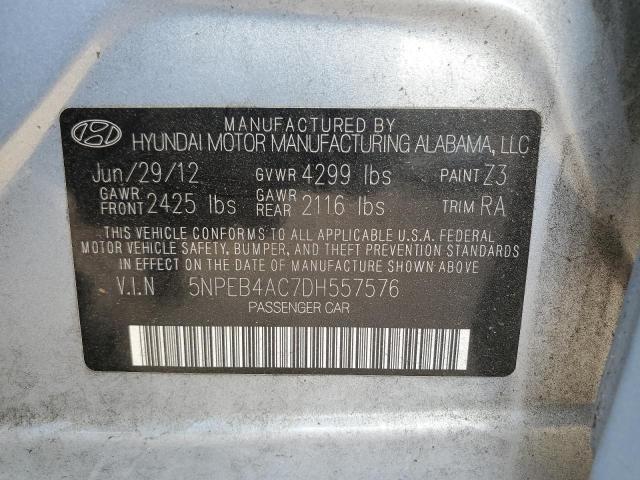 MANUFACTURED BY
HYUNDAI MOTOR MANUFACTURING ALABAMA, LLC
Jun/29/12 GVWR 4299 lbs PAINT Z3
GAWR FRONT 2425 lbs GAWR REAR 2116 lbs TRIM RA
THIS VEHICLE CONFORMS TO ALL APPLICABLE U.S.A. FEDERAL
MOTOR VEHICLE SAFETY, BUMPER, AND THEFT PREVENTION STANDARDS
IN EFFECT ON THE DATE OF MANUFACTURE SHOWN ABOVE.
V.I.N 5NPEB4AC7DH557576
PASSENGER CAR